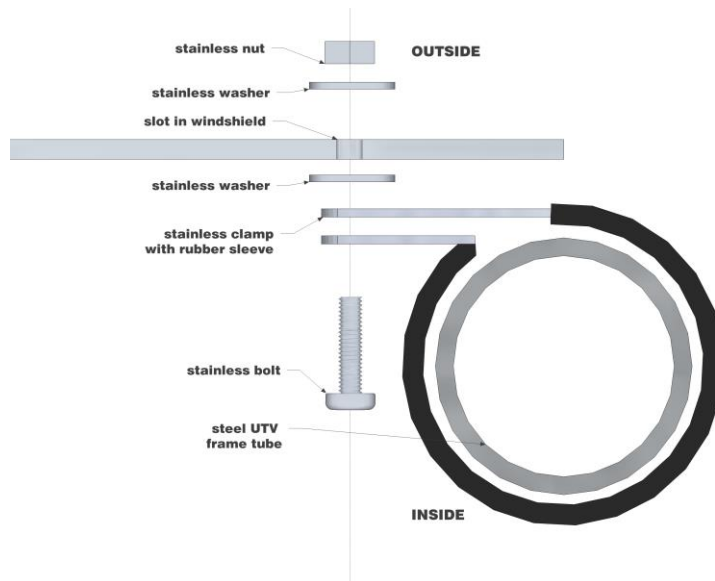 stainless nut
OUTSIDE
stainless washer
slot in windshield
stainless washer
stainless clamp
with rubber sleeve
stainless bolt
steel UTV
frame tube
INSIDE